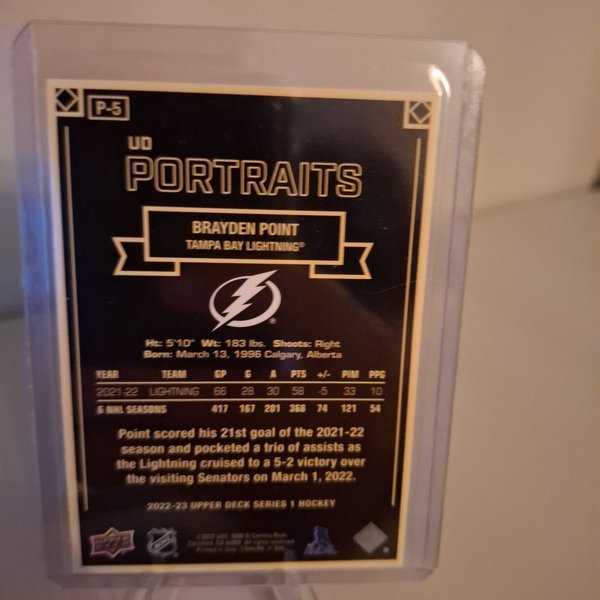 P-5
UD
PORTRAITS
BRAYDEN POINT
TAMPA BAY LIGHTNING®
Ht: 5'10" Wt: 183 lbs. Shoots: Right
Born: March 13, 1996 Calgary, Alberta
YEAR TEAM GP G A PTS +/- PIM PPG
2021-22 LIGHTNING 66 28 30 58 -5 33 10
6 NHL SEASONS 417 167 201 368 74 121 54
Point scored his 21st goal of the 2021-22
season and pocketed a trio of assists as
the Lightning cruised to a 5-2 victory over
the visiting Senators on March 1, 2022.
2022-23 UPPER DECK SERIES 1 HOCKEY
NHL
All rights reserved